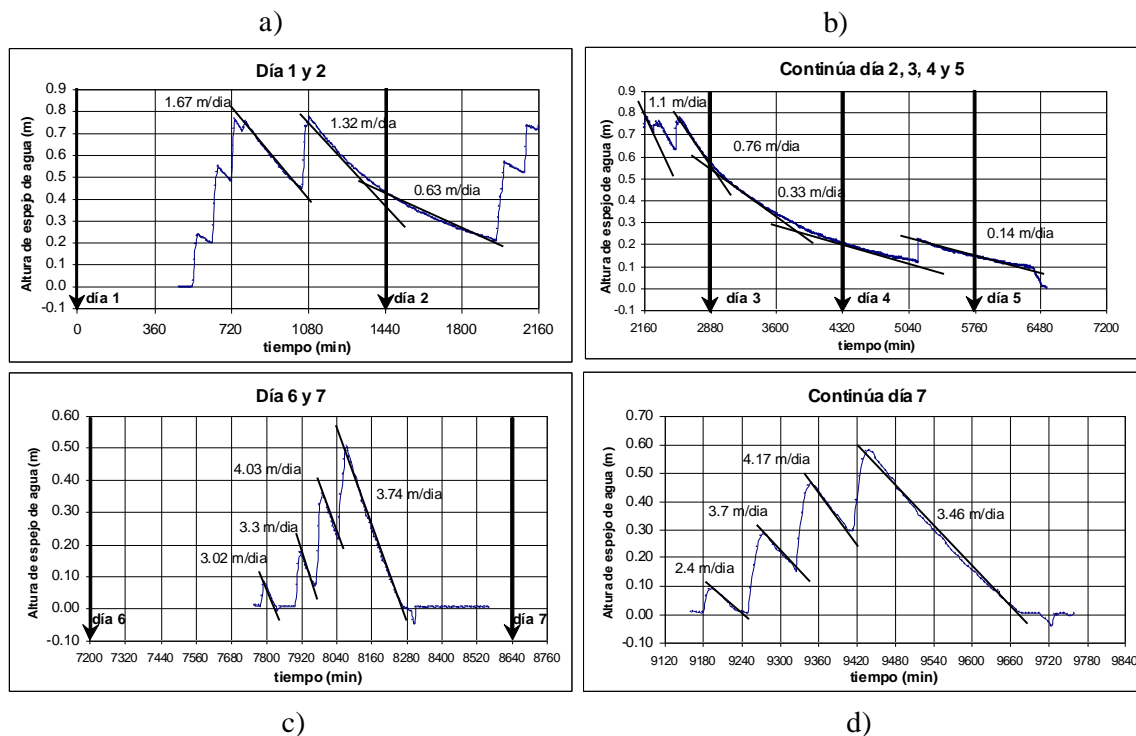 a)
b)
Día 1 y 2
Altura de espejo de agua (m)
0.9
0.8
0.7
0.6
0.5
0.4
0.3
0.2
0.1
0.0
-0.1
1.67 m/dia
1.32 m/dia
0.63 m/dia
día 1
día 2
0 360 720 1080 1440 1800 2160
tiempo (min)
Continúa día 2, 3, 4 y 5
Altura de espejo de agua (m)
0.9
0.8
0.7
0.6
0.5
0.4
0.3
0.2
0.1
0.0
-0.1
1.1 m/dia
0.76 m/dia
0.33 m/dia
0.14 m/dia
día 3
día 4
día 5
2160 2880 3600 4320 5040 5760 6480 7200
tiempo (min)
Día 6 y 7
Altura de espejo de agua (m)
0.60
0.50
0.40
0.30
0.20
0.10
0.00
-0.10
4.03 m/dia
3.74 m/dia
3.3 m/dia
3.02 m/dia
día 6
día 7
7200 7320 7440 7560 7680 7800 7920 8040 8160 8280 8400 8520 8640 8760
tiempo (min)
Continúa día 7
Altura de espejo de agua (m)
0.70
0.60
0.50
0.40
0.30
0.20
0.10
0.00
-0.10
4.17 m/dia
3.7 m/dia
3.46 m/dia
2.4 m/dia
9120 9180 9240 9300 9360 9420 9480 9540 9600 9660 9720 9780 9840
tiempo (min)
c)
d)